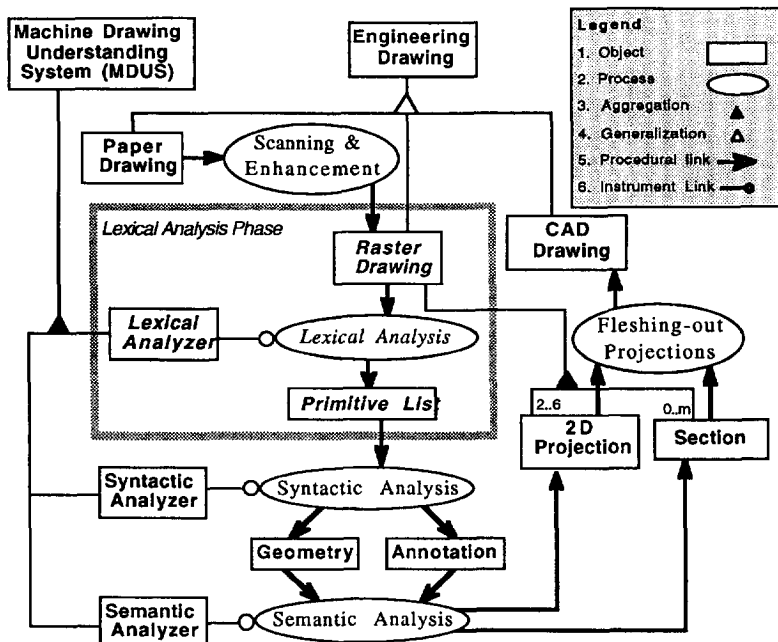 Machine Drawing
Understanding
System (MDUS)
Engineering
Drawing
Legend
1. Object
2. Process
3. Aggregation
4. Generalization
5. Procedural link
6. Instrument Link
Paper
Drawing
Scanning &
Enhancement
Lexical Analysis Phase
Raster
Drawing
CAD
Drawing
Lexical
Analyzer
Lexical Analysis
Fleshing-out
Projections
Primitive List
2..6
0..m
2D
Projection
Section
Syntactic
Analyzer
Syntactic Analysis
Geometry
Annotation
Semantic
Analyzer
Semantic Analysis